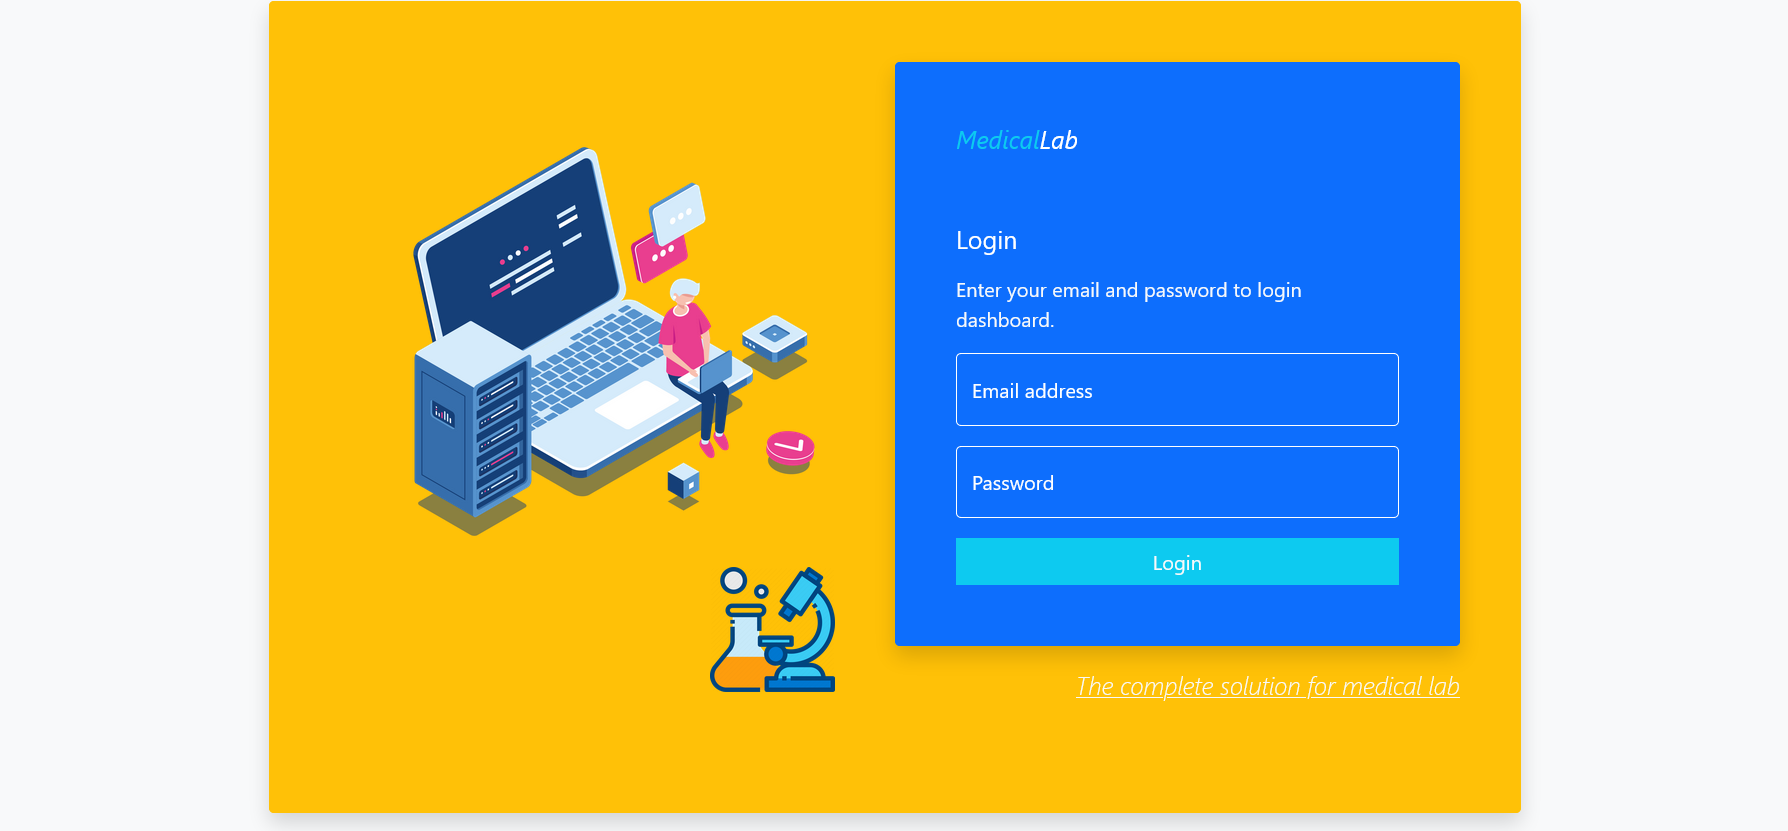 MedicalLab
Login
Enter your email and password to login
dashboard.
Email address
Password
Login
The complete solution for medical lab